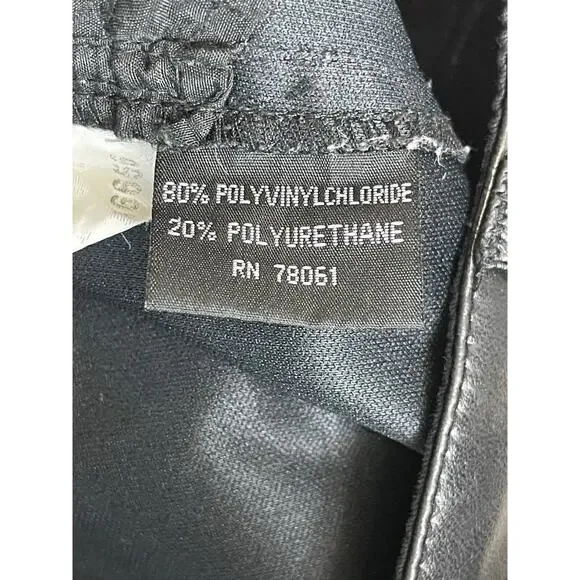 80% POLYVINYLCHLORIDE
20% POLYURETHANE
RN 78061